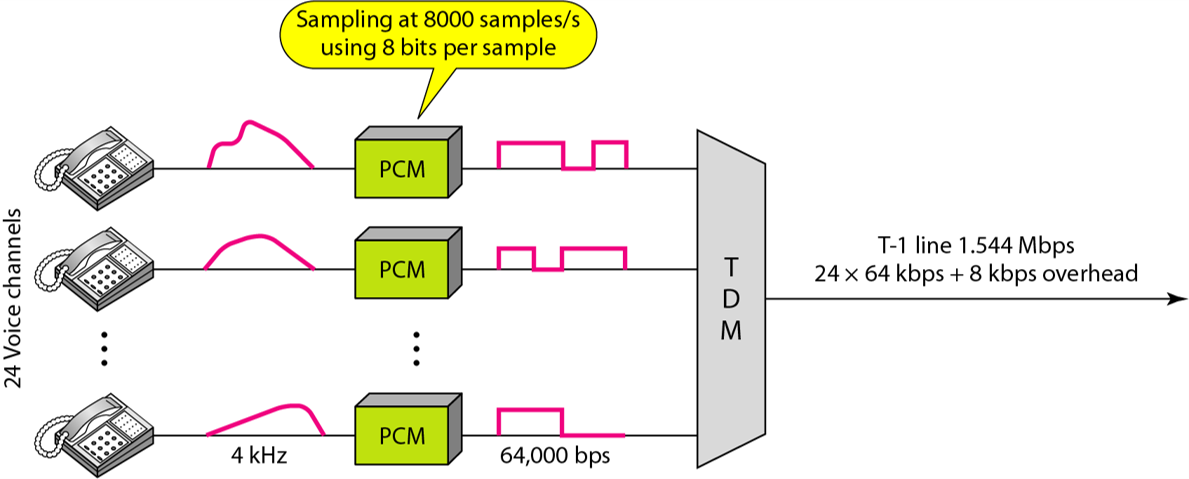 Sampling at 8000 samples/s
using 8 bits per sample
24 Voice channels
PCM
PCM
PCM
4 kHz
64,000 bps
T
D
M
T-1 line 1.544 Mbps
24 × 64 kbps + 8 kbps overhead